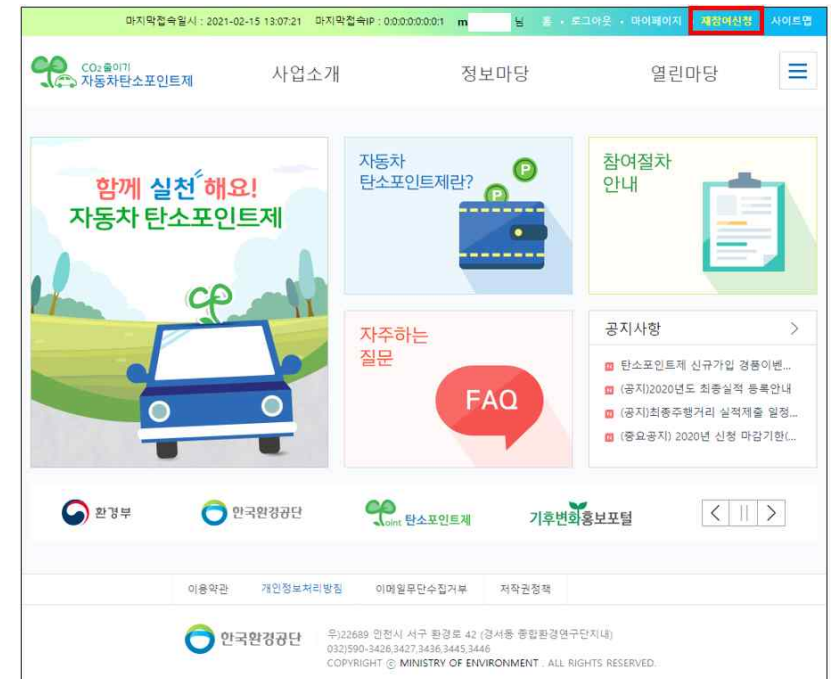 마지막접속일시 : 2021-02-15 13:07:21 마지막접속IP : 0:0:0:0:0:0:0:1 m 님 홈 • 로그아웃 • 마이페이지 재참여신청 사이트맵
CO2줄이기
자동차탄소포인트제
사업소개 정보마당 열린마당
함께 실천해요!
자동차 탄소포인트제
자동차
탄소포인트제란?
P
P
참여절차
안내
자주하는
질문
FAQ
공지사항 >
탄소포인트제 신규가입 경품이벤...
(공지)2020년도 최종실적 등록안내
(공지)최종주행거리 실적제출 일정...
(중요공지) 2020년 신청 마감기한(...
환경부 한국환경공단 Point 탄소포인트제 기후변화홍보포털
이용약관 개인정보처리방침 이메일무단수집거부 저작권정책
한국환경공단
우)22689 인천시 서구 환경로 42 (경서동 종합환경연구단지내)
032)590-3426,3427,3436,3445,3446
COPYRIGHT ⓒ MINISTRY OF ENVIRONMENT . ALL RIGHTS RESERVED.